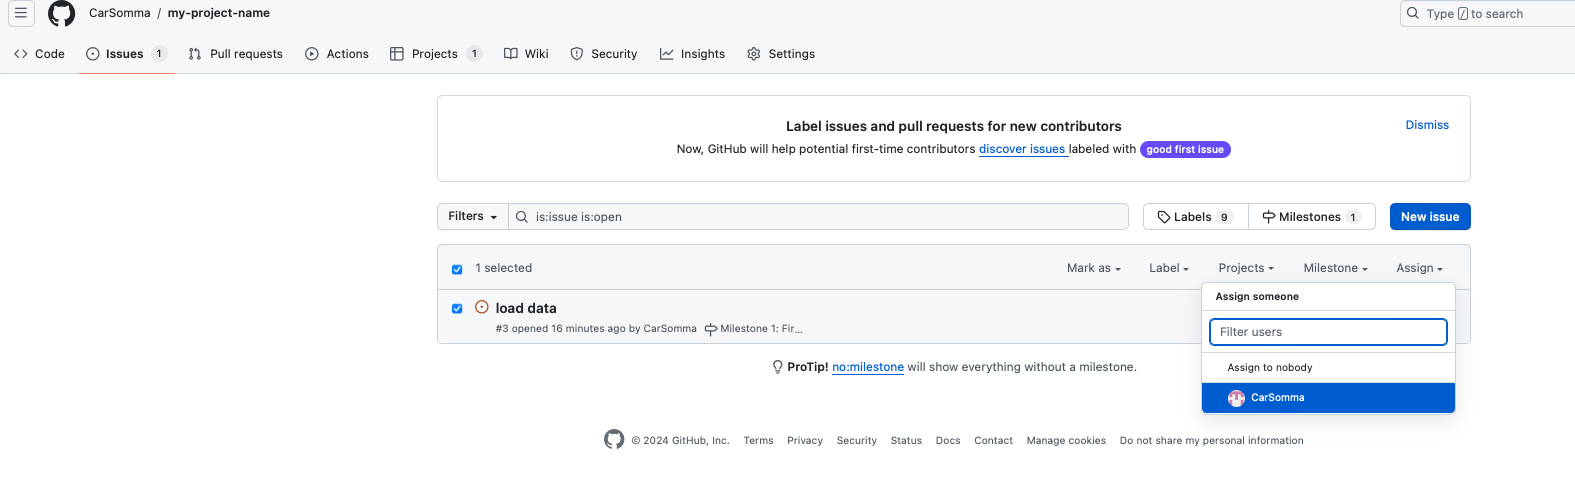 CarSomma / my-project-name
Type / to search
Code Issues 1 Pull requests Actions Projects 1 Wiki Security Insights Settings
Label issues and pull requests for new contributors
Dismiss
Now, GitHub will help potential first-time contributors discover issues labeled with good first issue
Filters is:issue is:open Labels 9 Milestones 1 New issue
1 selected Mark as Label Projects Milestone Assign
Assign someone
load data
#3 opened 16 minutes ago by CarSomma Milestone 1: Fir...
Filter users
ProTip! no:milestone will show everything without a milestone.
Assign to nobody
CarSomma
© 2024 GitHub, Inc. Terms Privacy Security Status Docs Contact Manage cookies Do not share my personal information